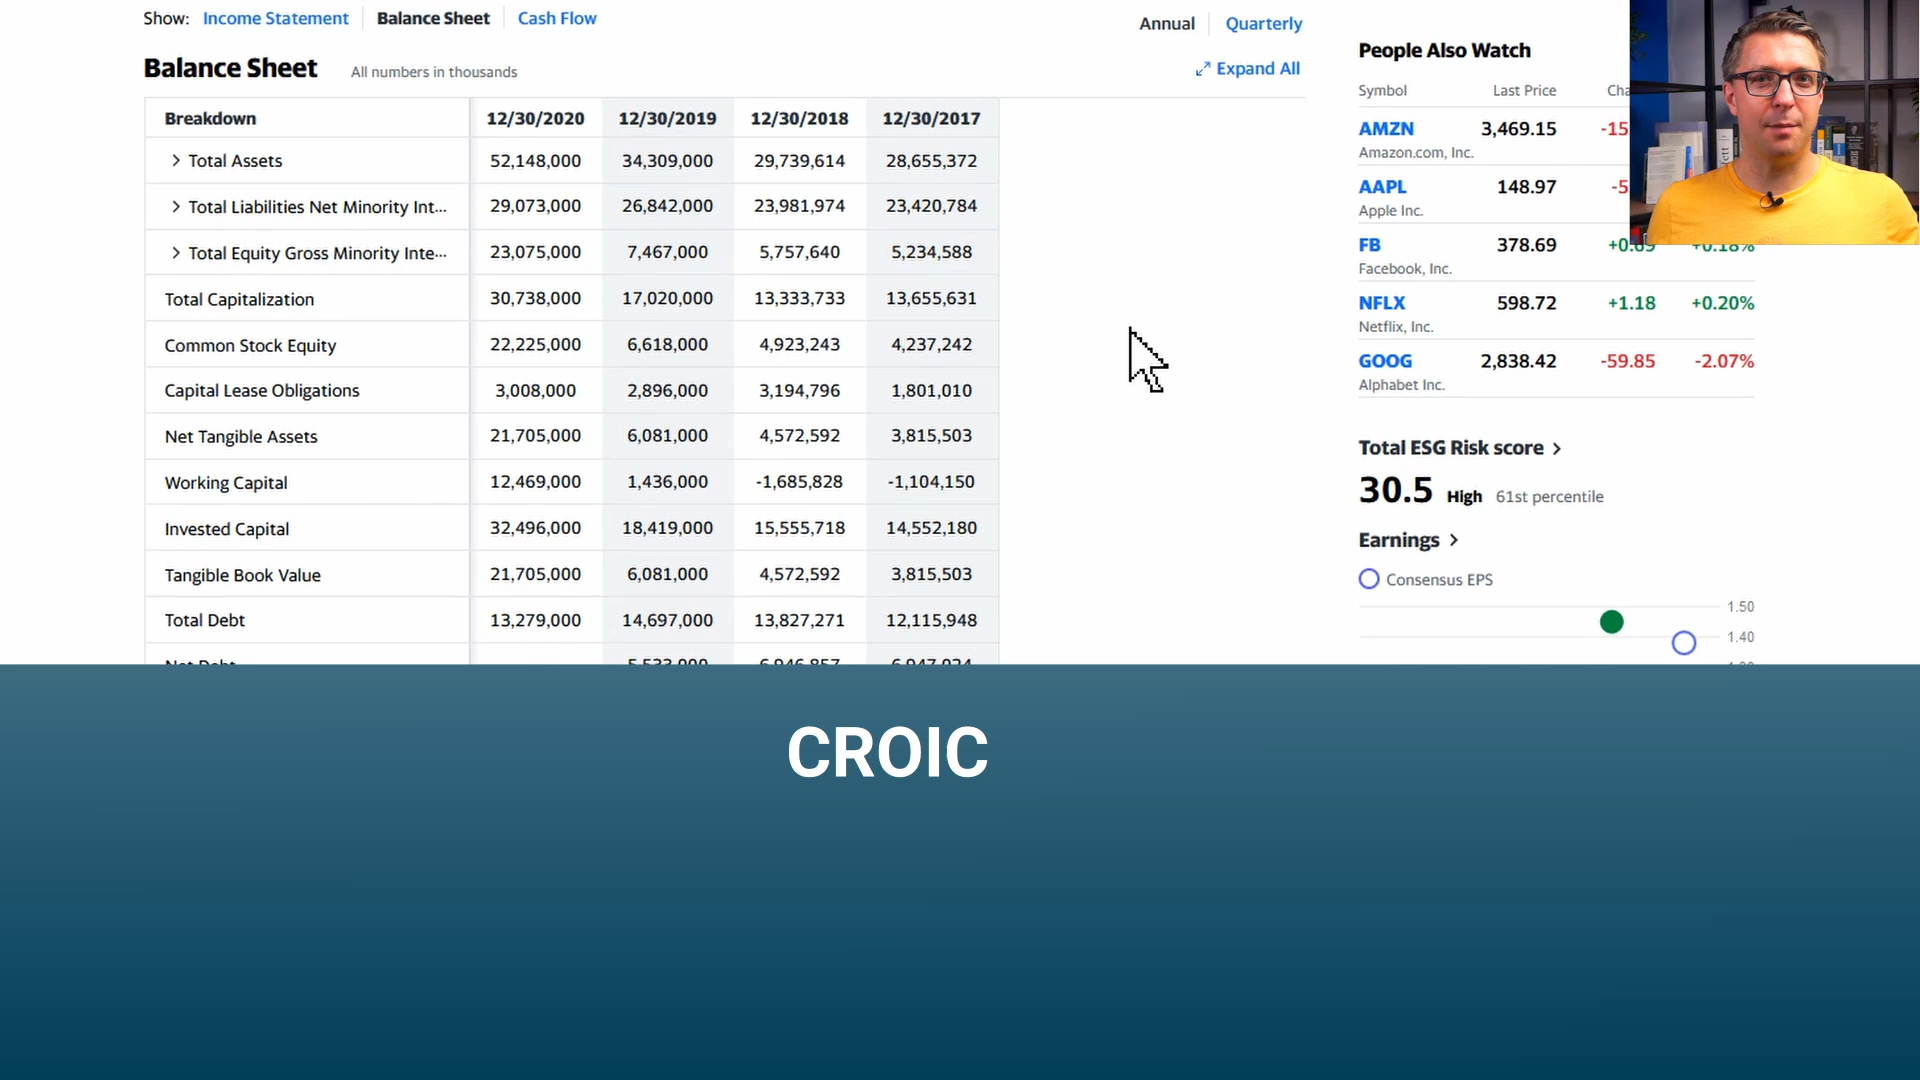 Show: Income Statement Balance Sheet Cash Flow
Annual Quarterly
Balance Sheet All numbers in thousands
Expand All
Breakdown 12/30/2020 12/30/2019 12/30/2018 12/30/2017
Total Assets 52,148,000 34,309,000 29,739,614 28,655,372
Total Liabilities Net Minority Int... 29,073,000 26,842,000 23,981,974 23,420,784
Total Equity Gross Minority Inte... 23,075,000 7,467,000 5,757,640 5,234,588
Total Capitalization 30,738,000 17,020,000 13,333,733 13,655,631
Common Stock Equity 22,225,000 6,618,000 4,923,243 4,237,242
Capital Lease Obligations 3,008,000 2,896,000 3,194,796 1,801,010
Net Tangible Assets 21,705,000 6,081,000 4,572,592 3,815,503
Working Capital 12,469,000 1,436,000 -1,685,828 -1,104,150
Invested Capital 32,496,000 18,419,000 15,555,718 14,552,180
Tangible Book Value 21,705,000 6,081,000 4,572,592 3,815,503
Total Debt 13,279,000 14,697,000 13,827,271 12,115,948
Net Debt
People Also Watch
Symbol Last Price Cha
AMZN 3,469.15 -15
Amazon.com, Inc.
AAPL 148.97 -5
Apple Inc.
FB 378.69
Facebook, Inc.
NFLX 598.72 +1.18 +0.20%
Netflix, Inc.
GOOG 2,838.42 -59.85 -2.07%
Alphabet Inc.
Total ESG Risk score
30.5 High 61st percentile
Earnings
Consensus EPS
1.50
1.40
CROIC